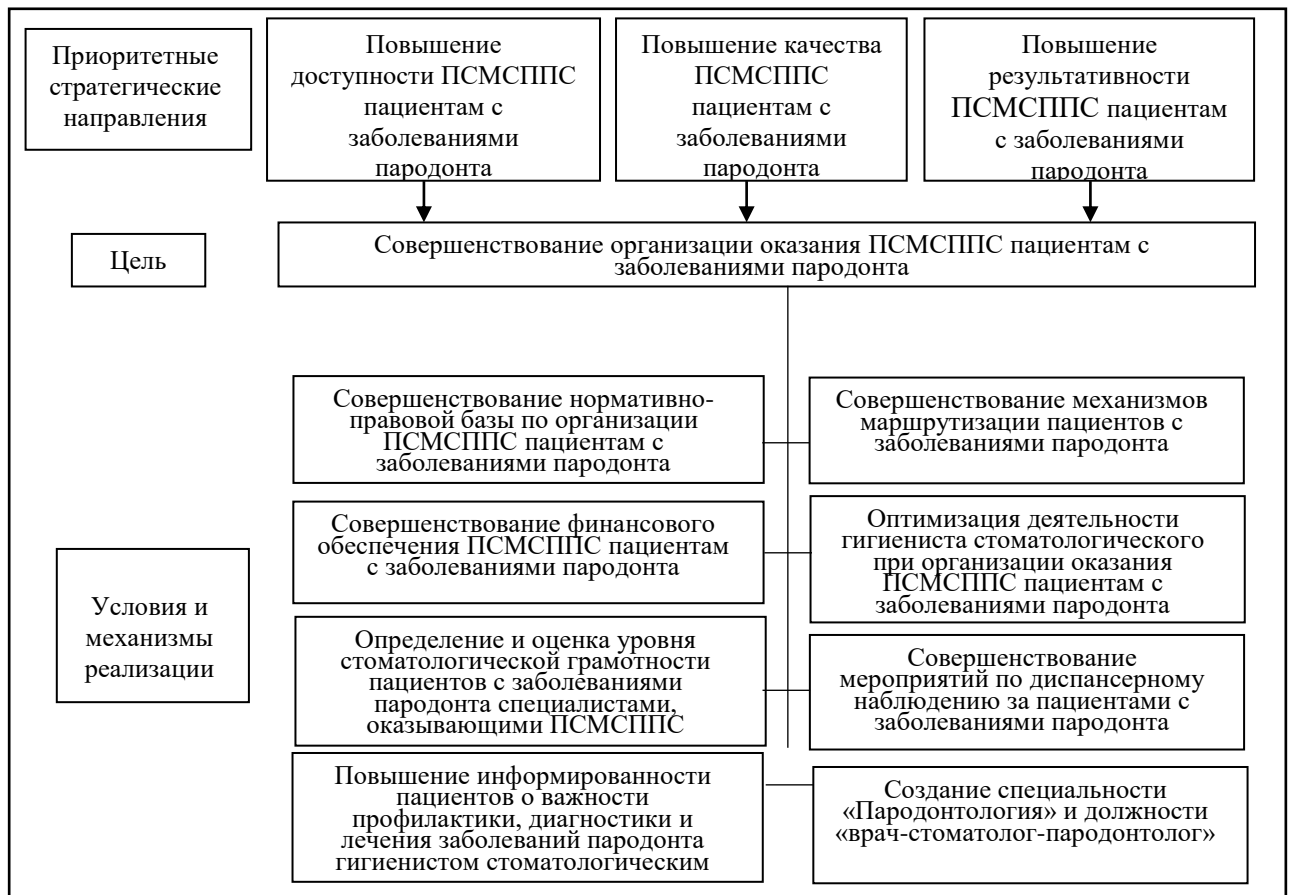 Приоритетные
стратегические
направления
Повышение
доступности ПСМСППС
пациентам с
заболеваниями
пародонта
Повышение качества
ПСМСППС
пациентам с
заболеваниями
пародонта
Повышение
результативности
ПСМСППС пациентам
с заболеваниями
пародонта
Цель
Совершенствование организации оказания ПСМСППС пациентам с
заболеваниями пародонта
Условия и
механизмы
реализации
Совершенствование нормативно-
правовой базы по организации
ПСМСППС пациентам с
заболеваниями пародонта
Совершенствование механизмов
маршрутизации пациентов с
заболеваниями пародонта
Совершенствование финансового
обеспечения ПСМСППС пациентам
с заболеваниями пародонта
Оптимизация деятельности
гигиениста стоматологического
при организации оказания
ПСМСППС пациентам с
заболеваниями пародонта
Определение и оценка уровня
стоматологической грамотности
пациентов с заболеваниями
пародонта специалистами,
оказывающими ПСМСППС
Совершенствование
мероприятий по диспансерному
наблюдению за пациентами с
заболеваниями пародонта
Повышение информированности
пациентов о важности
профилактики, диагностики и
лечения заболеваний пародонта
гигиенистом стоматологическим
Создание специальности
«Пародонтология» и должности
«врач-стоматолог-пародонтолог»